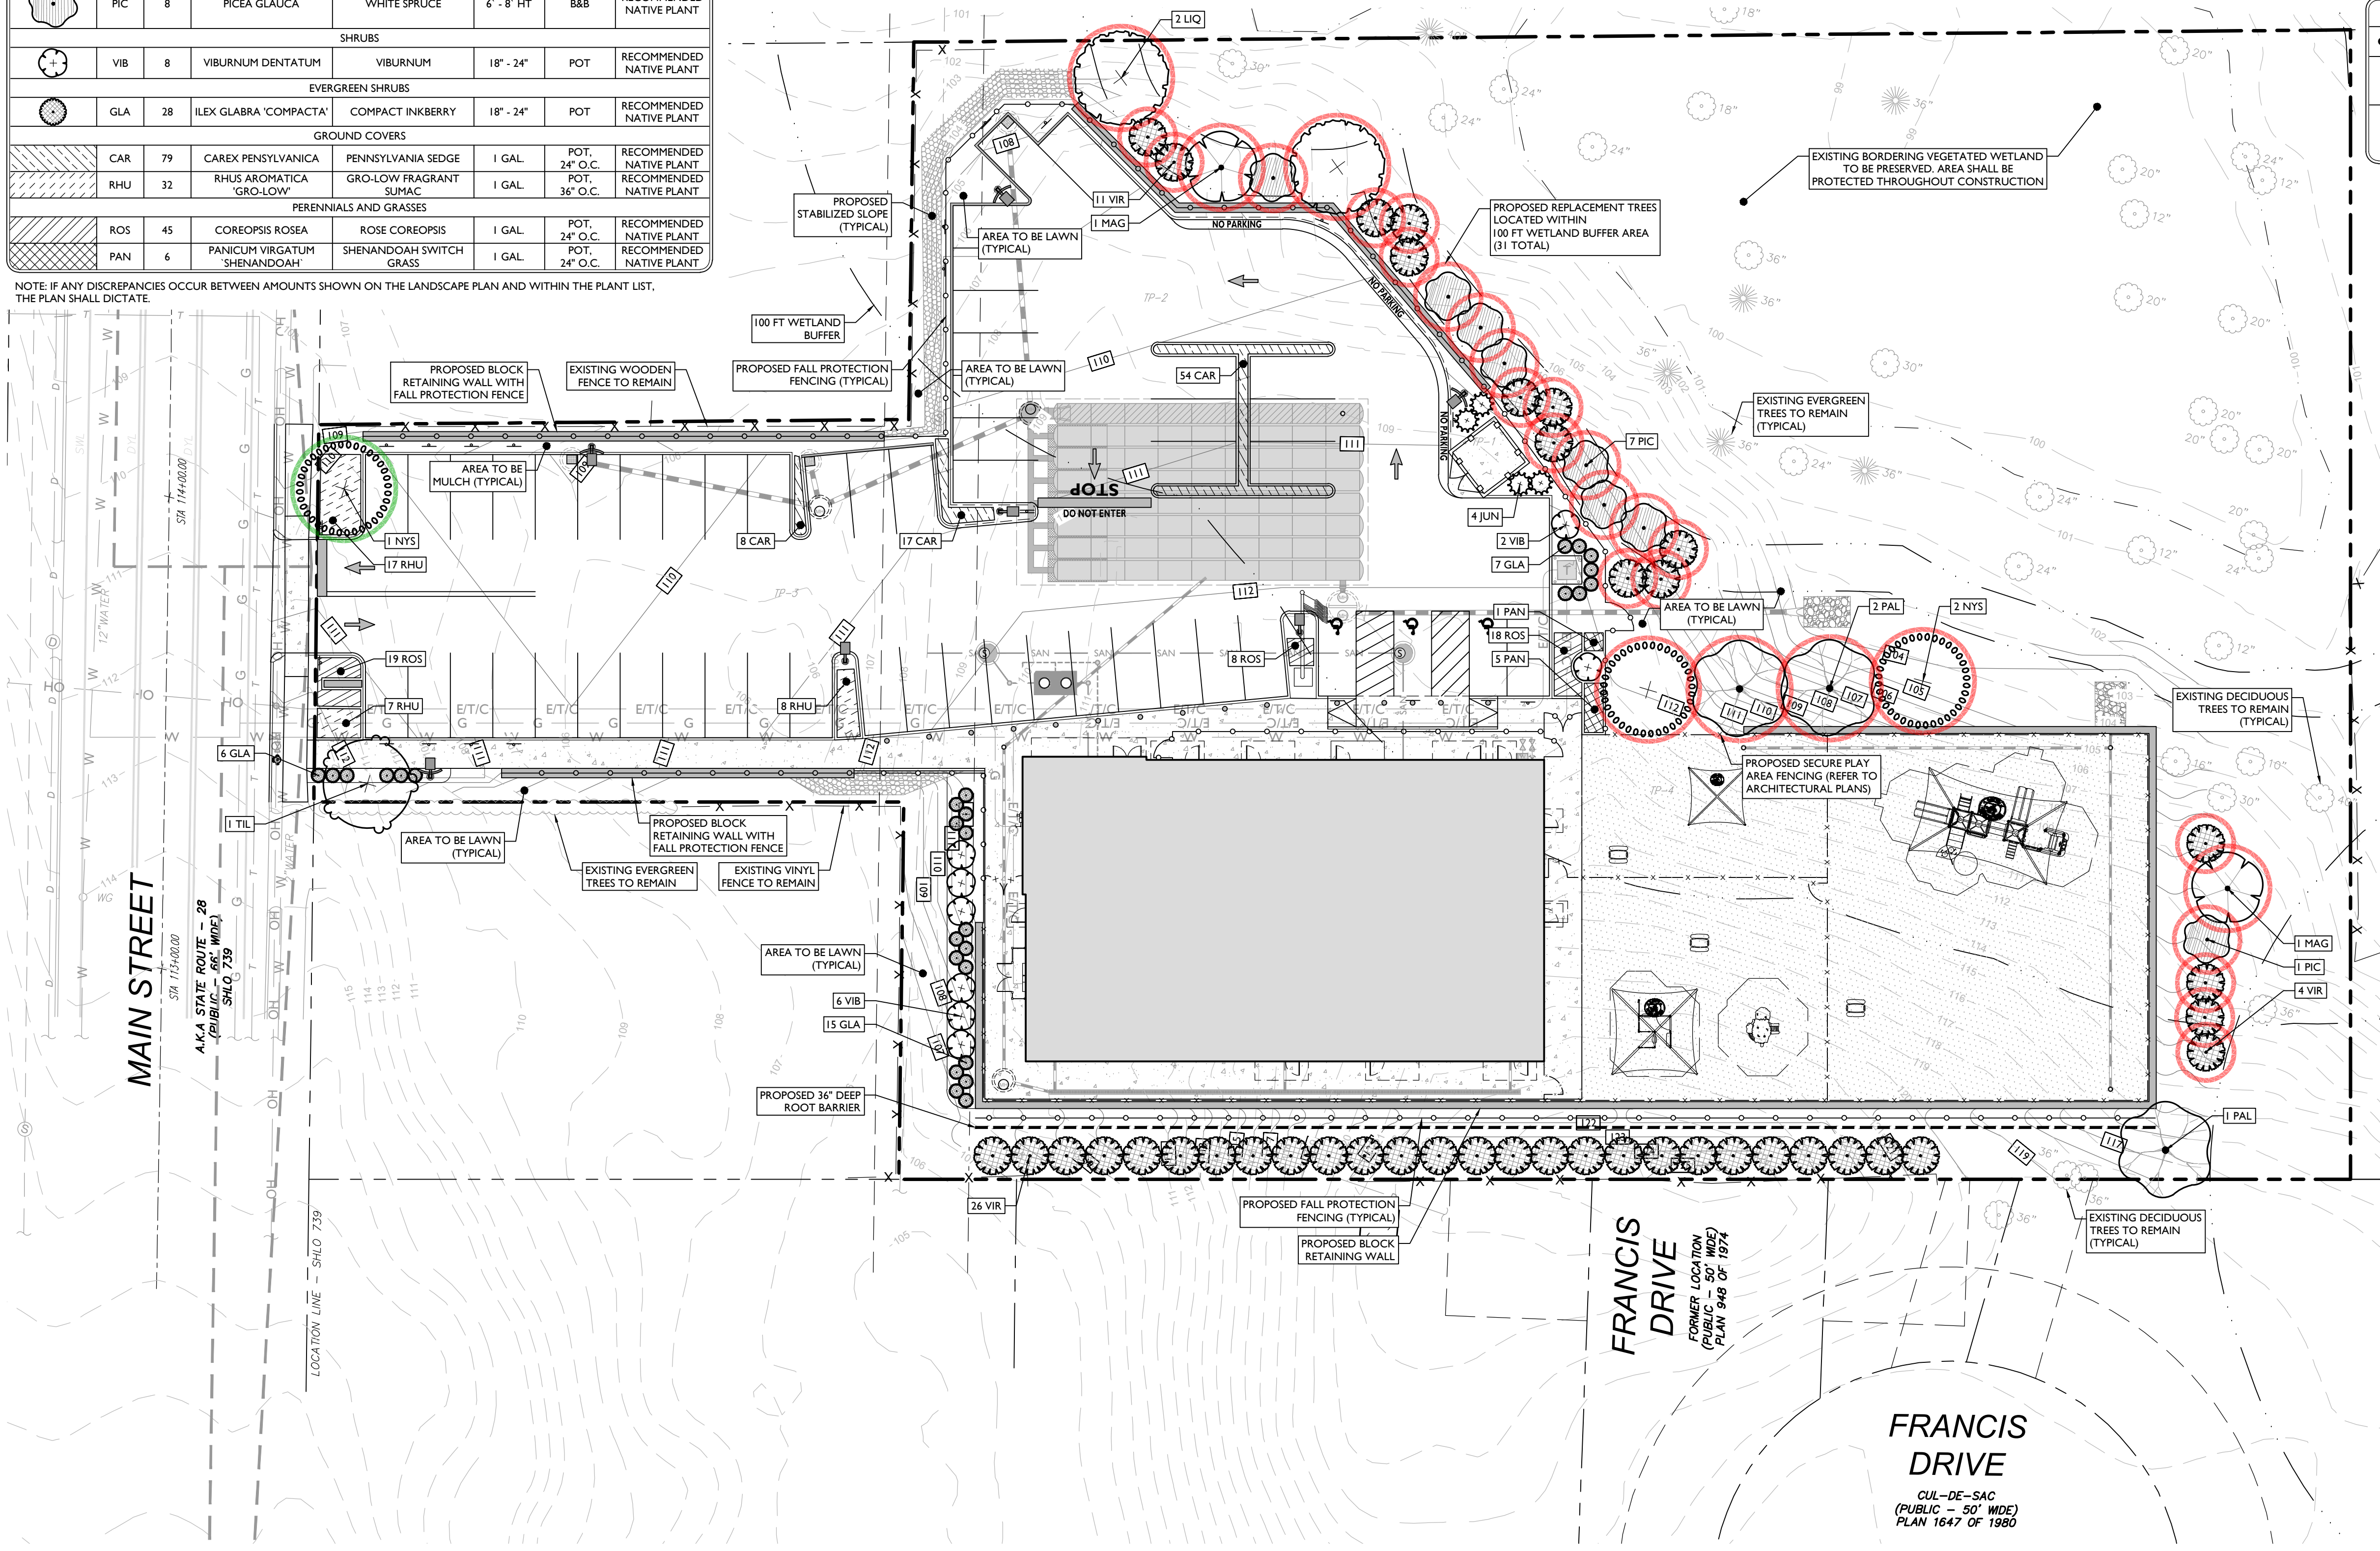 PIC 8 PICEA GLAUCA WHITE SPRUCE 6' - 8' HT B&B
NATIVE PLANT
SHRUBS
VIB 8 VIBURNUM DENTATUM VIBURNUM 18" - 24" POT RECOMMENDED
NATIVE PLANT
EVERGREEN SHRUBS
GLA 28 ILEX GLABRA 'COMPACTA' COMPACT INKBERRY 18" - 24" POT RECOMMENDED
NATIVE PLANT
GROUND COVERS
CAR 79 CAREX PENSYLVANICA PENNSYLVANIA SEDGE 1 GAL. POT,
24" O.C. RECOMMENDED
NATIVE PLANT
RHU 32 RHUS AROMATICA
'GRO-LOW' GRO-LOW FRAGRANT
SUMAC 1 GAL. POT,
36" O.C. RECOMMENDED
NATIVE PLANT
PERENNIALS AND GRASSES
ROS 45 COREOPSIS ROSEA ROSE COREOPSIS 1 GAL. POT,
24" O.C. RECOMMENDED
NATIVE PLANT
PAN 6 PANICUM VIRGATUM
`SHENANDOAH` SHENANDOAH SWITCH
GRASS 1 GAL. POT,
24" O.C. RECOMMENDED
NATIVE PLANT
NOTE: IF ANY DISCREPANCIES OCCUR BETWEEN AMOUNTS SHOWN ON THE LANDSCAPE PLAN AND WITHIN THE PLANT LIST,
THE PLAN SHALL DICTATE.
2 LIQ
PROPOSED
STABILIZED SLOPE
(TYPICAL)
AREA TO BE LAWN
(TYPICAL)
11 VIR
1 MAG
NO PARKING
PROPOSED REPLACEMENT TREES
LOCATED WITHIN
100 FT WETLAND BUFFER AREA
(31 TOTAL)
EXISTING BORDERING VEGETATED WETLAND
TO BE PRESERVED. AREA SHALL BE
PROTECTED THROUGHOUT CONSTRUCTION
100 FT WETLAND
BUFFER
TP-2
NO PARKING
PROPOSED BLOCK
RETAINING WALL WITH
FALL PROTECTION FENCE
EXISTING WOODEN
FENCE TO REMAIN
PROPOSED FALL PROTECTION
FENCING (TYPICAL)
AREA TO BE LAWN
(TYPICAL)
54 CAR
EXISTING EVERGREEN
TREES TO REMAIN
(TYPICAL)
NO PARKING
TP-1
7 PIC
AREA TO BE
MULCH (TYPICAL)
STOP
DO NOT ENTER
1 NYS
17 RHU
8 CAR
17 CAR
4 JUN
2 VIB
7 GLA
TP-3
1 PAN
18 ROS
5 PAN
AREA TO BE LAWN
(TYPICAL)
2 PAL
2 NYS
19 ROS
7 RHU
8 RHU
8 ROS
6 GLA
1 TIL
EXISTING DECIDUOUS
TREES TO REMAIN
(TYPICAL)
PROPOSED SECURE PLAY
AREA FENCING (REFER TO
ARCHITECTURAL PLANS)
TP-4
AREA TO BE LAWN
(TYPICAL)
PROPOSED BLOCK
RETAINING WALL WITH
FALL PROTECTION FENCE
EXISTING EVERGREEN
TREES TO REMAIN
EXISTING VINYL
FENCE TO REMAIN
MAIN STREET
A.K.A STATE ROUTE - 28
(PUBLIC - 66' WIDE)
SHLO 739
STA 114+00.00
STA 113+00.00
12"WATER
AREA TO BE LAWN
(TYPICAL)
6 VIB
15 GLA
1 MAG
1 PIC
4 VIR
PROPOSED 36" DEEP
ROOT BARRIER
1 PAL
26 VIR
PROPOSED FALL PROTECTION
FENCING (TYPICAL)
PROPOSED BLOCK
RETAINING WALL
EXISTING DECIDUOUS
TREES TO REMAIN
(TYPICAL)
LOCATION LINE - SHLO 739
FRANCIS
DRIVE
FORMER LOCATION
(PUBLIC - 50' WIDE)
PLAN 948 OF 1974
FRANCIS
DRIVE
CUL-DE-SAC
(PUBLIC - 50' WIDE)
PLAN 1647 OF 1980